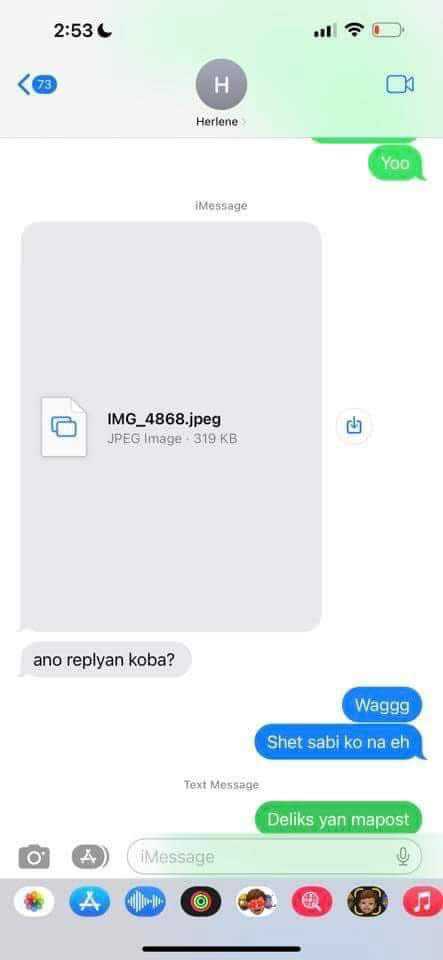 2:53
73
H
Herlene
Yoo
iMessage
IMG_4868.jpeg
JPEG Image · 319 KB
ano replyan koba?
Waggg
Shet sabi ko na eh
Text Message
Deliks yan mapost
iMessage